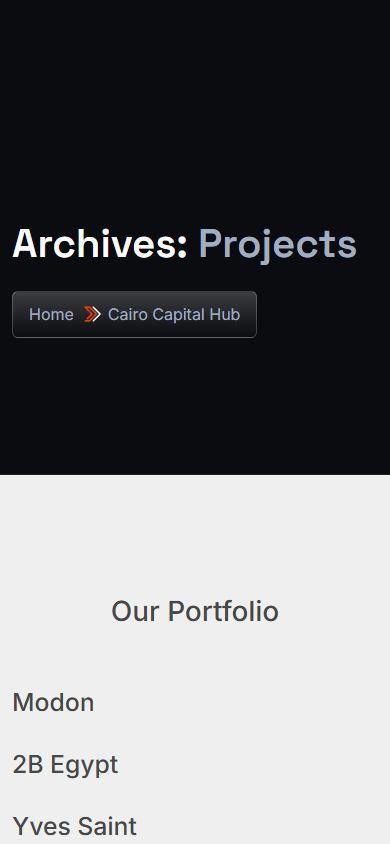 Archives: Projects
Home Cairo Capital Hub
Our Portfolio
Modon
2B Egypt
Yves Saint